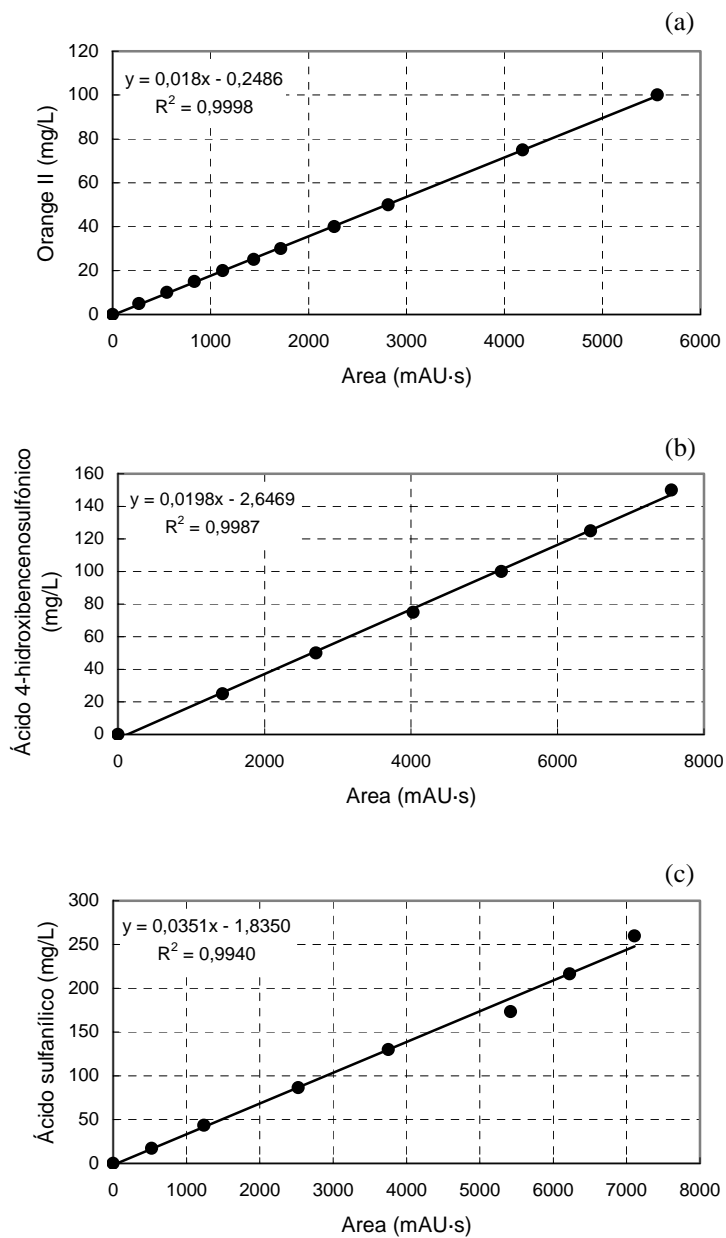 (a)
120
100
80
60
40
20
0
y = 0,018x - 0,2486
R² = 0,9998
Orange II (mg/L)
0 1000 2000 3000 4000 5000 6000
Area (mAU·s)
(b)
160
140
120
100
80
60
40
20
0
y = 0,0198x - 2,6469
R² = 0,9987
Ácido 4-hidroxibencenosulfónico
(mg/L)
0 2000 4000 6000 8000
Area (mAU·s)
(c)
300
250
200
150
100
50
0
y = 0,0351x - 1,8350
R² = 0,9940
Ácido sulfanílico (mg/L)
0 1000 2000 3000 4000 5000 6000 7000 8000
Area (mAU·s)